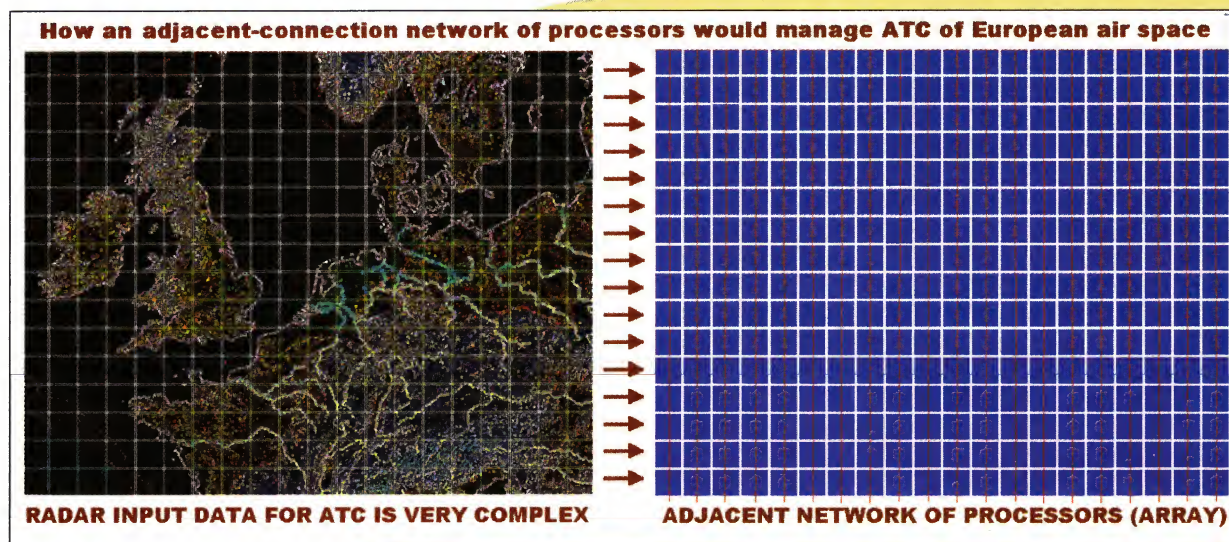 How an adjacent-connection network of processors would manage ATC of European air space
RADAR INPUT DATA FOR ATC IS VERY COMPLEX
ADJACENT NETWORK OF PROCESSORS (ARRAY)